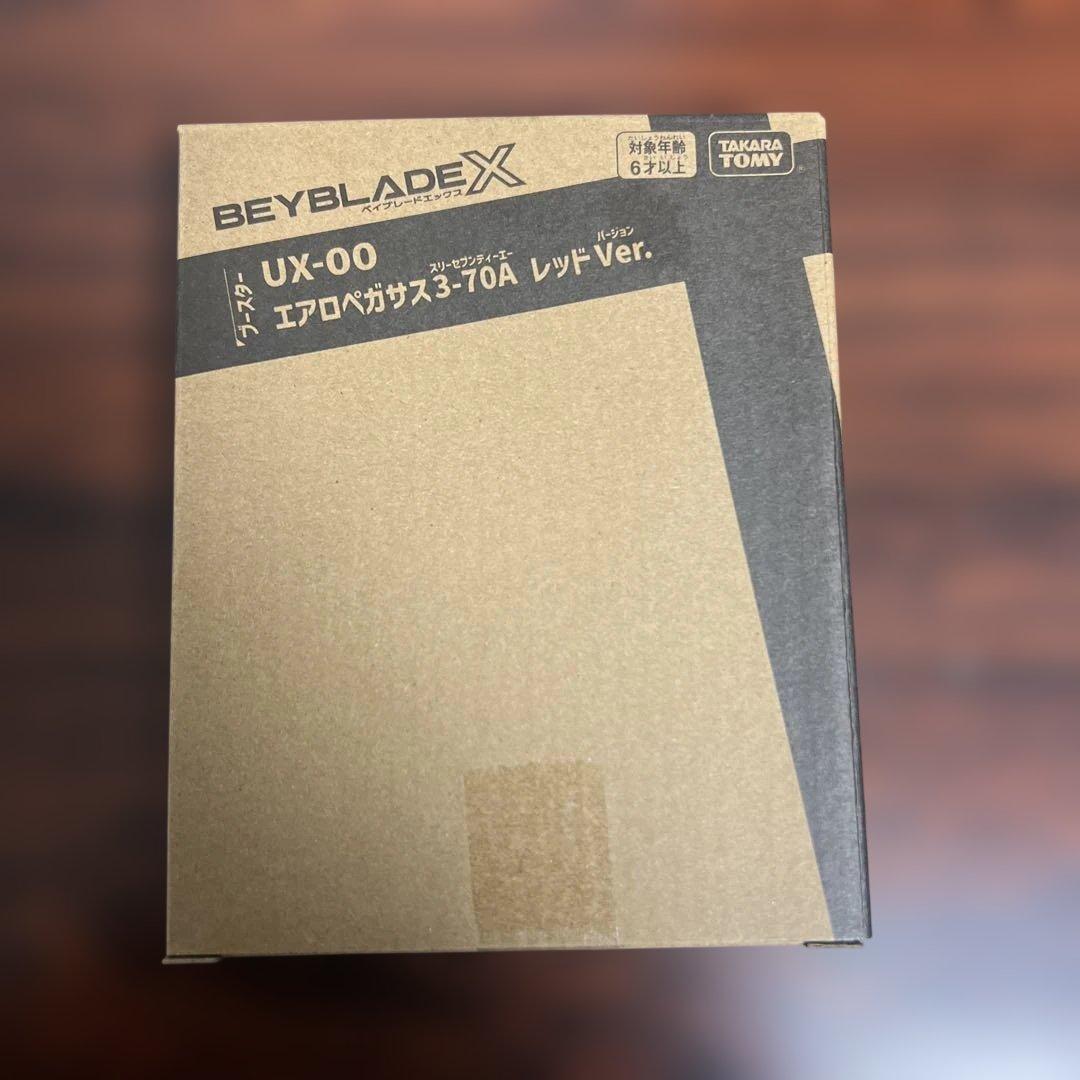 BEYBLADE X
ベイブレードエックス
たいしょうねんれい
対象年齢
6才以上
TAKARA
TOMY
ブースター
UX-00
スリーセブンティーエー
バージョン
エアロペガサス3-70A レッドVer.